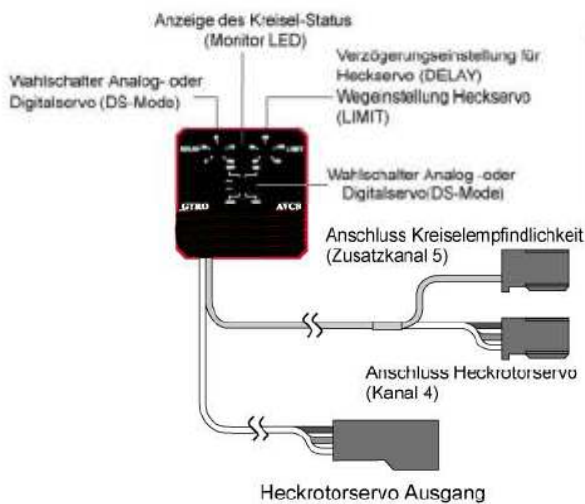 Anzeige des Kreisel-Status
(Monitor LED)
Verzögerungseinstellung für
Heckservo (DELAY)
Wegeinstellung Heckservo
(LIMIT)
Wahlschalter Analog- oder
Digitalservo (DS-Mode)
LIMIT
Wahlschalter Analog -oder
Digitalservo(DS-Mode)
GYRO AVCS
Anschluss Kreiselempfindlichkeit
(Zusatzkanal 5)
Anschluss Heckrotorservo
(Kanal 4)
Heckrotorservo Ausgang